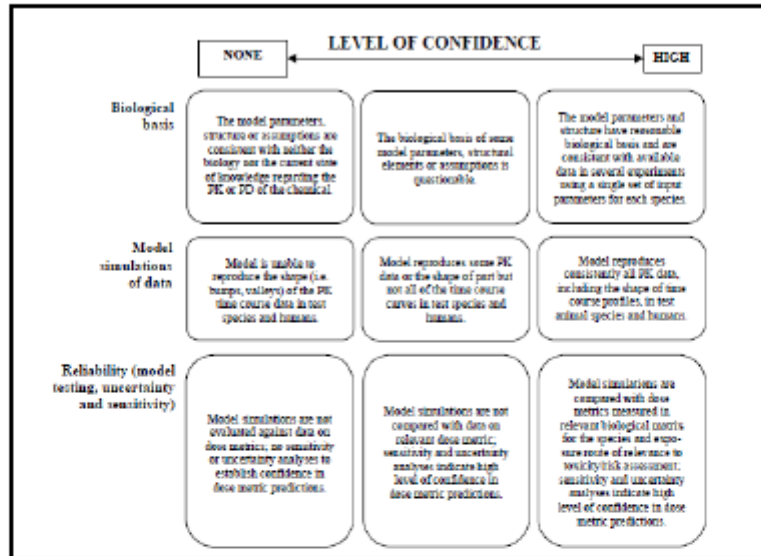 LEVEL OF CONFIDENCE
NONE
HIGH
Biological
basis
The model parameters,
structure or assumptions are
consistent with neither the
biology nor the current state
of knowledge regarding the
PK or PD of the chemical.
The biological basis of some
model parameters, structural
elements or assumptions is
questionable.
The model parameters and
structure have reasonable
biological basis and are
consistent with available
data in several experiments
using a single set of input
parameters for each species.
Model
simulations
of data
Model is unable to
reproduce the shape (i.e.
bumps, valleys) of the PK
time course data in test
species and humans.
Model reproduces some PK
data or the shape of part but
not all of the time course
curves in test species and
humans.
Model reproduces
consistently all PK data,
including the shape of time
course profiles, in test
animal species and humans.
Reliability (model
testing, uncertainty
and sensitivity)
Model simulations are not
evaluated against data on
dose metrics, no sensitivity
or uncertainty analyses to
establish confidence in
dose metric predictions.
Model simulations are not
compared with data on
relevant dose metric;
sensitivity and uncertainty
analyses indicate high
level of confidence in
dose metric predictions.
Model simulations are
compared with dose
metrics measured in
relevant biological matrix
for the species and expo-
sure route of relevance to
toxicity/risk assessment;
sensitivity and uncertainty
analyses indicate high
level of confidence in dose
metric predictions.